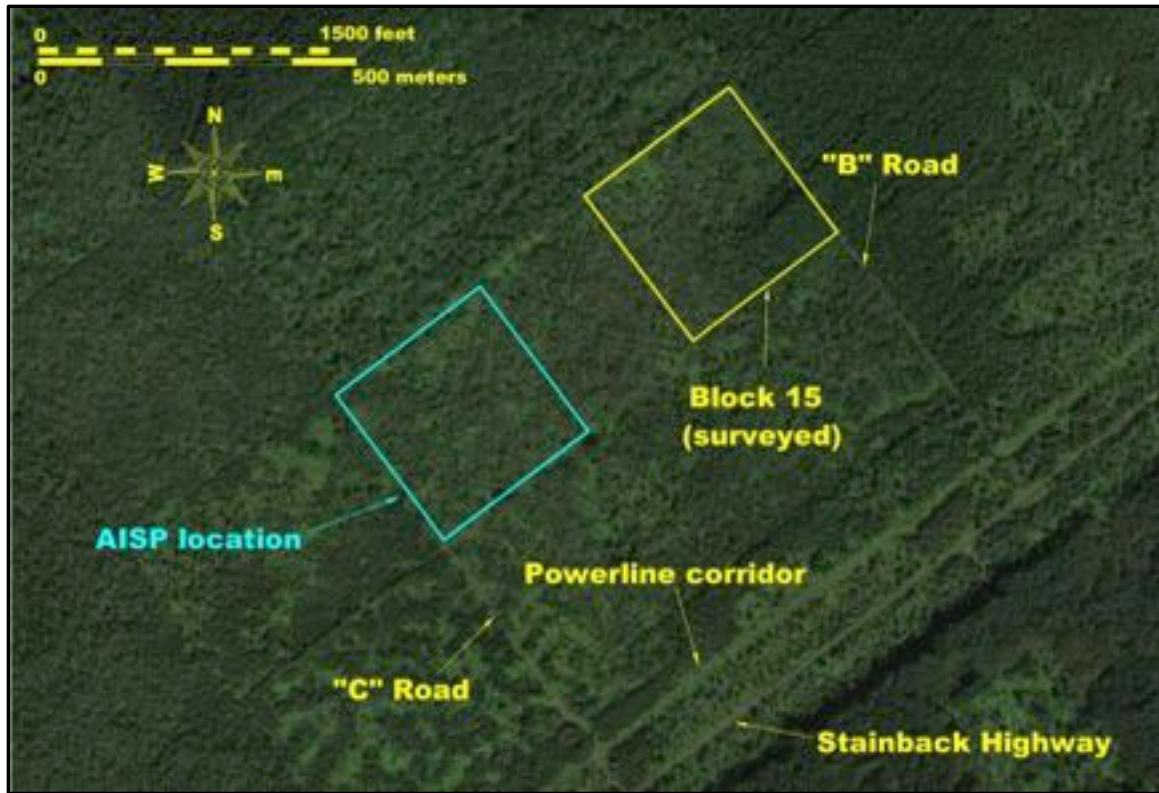 0 1500 feet
0 500 meters
N
W E
S
"B" Road
Block 15
(surveyed)
AISP location
Powerline corridor
"C" Road
Stainback Highway